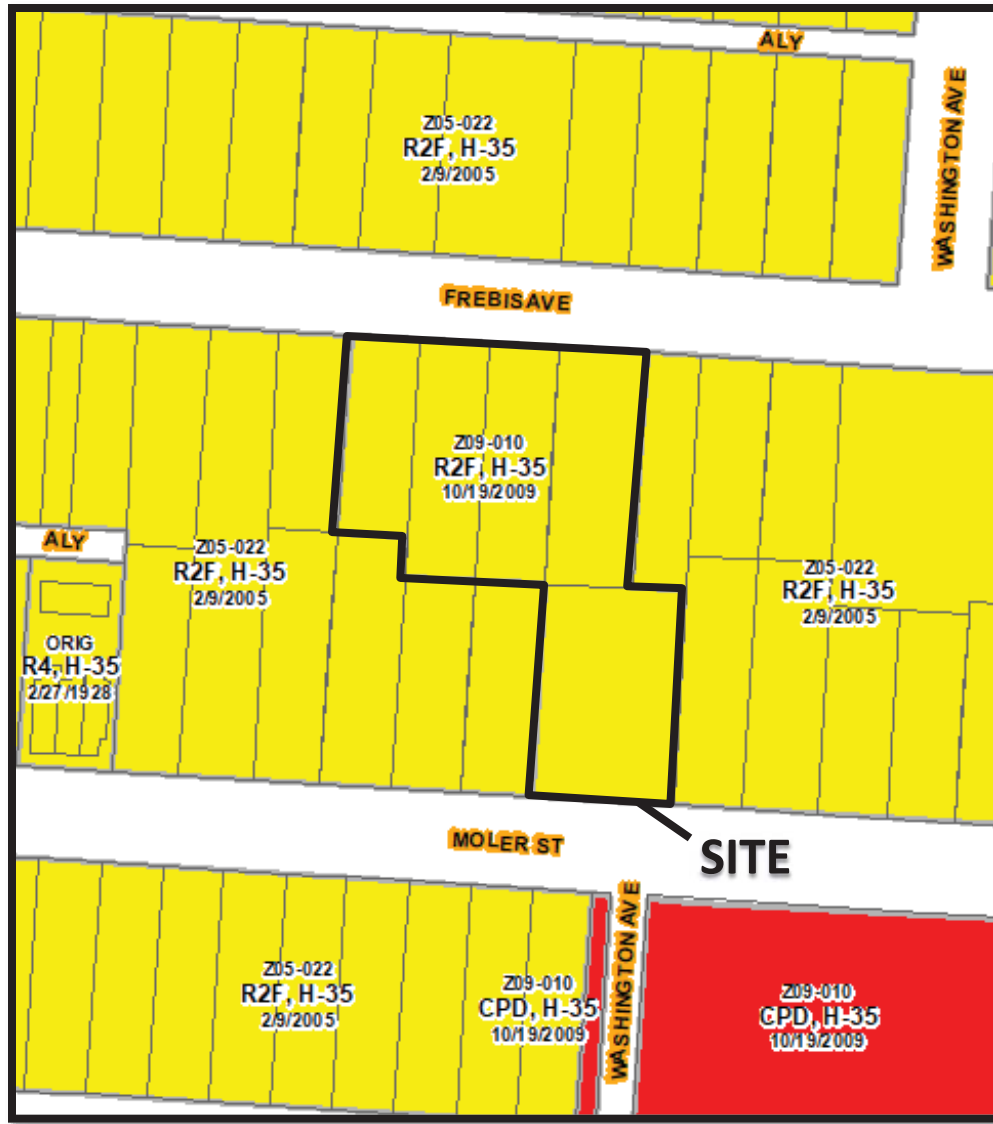 ALY
WASHINGTON AVE
Z05-022
R2F, H-35
2/9/2005
FREBIS AVE
Z09-010
R2F, H-35
10/19/2009
ALY
Z05-022
R2F, H-35
2/9/2005
Z05-022
R2F, H-35
2/9/2005
ORIG
R4, H-35
2/27/1928
MOLER ST
SITE
WASHINGTON AVE
Z05-022
R2F, H-35
2/9/2005
Z09-010
CPD, H-35
10/19/2009
Z09-010
CPD, H-35
10/19/2009